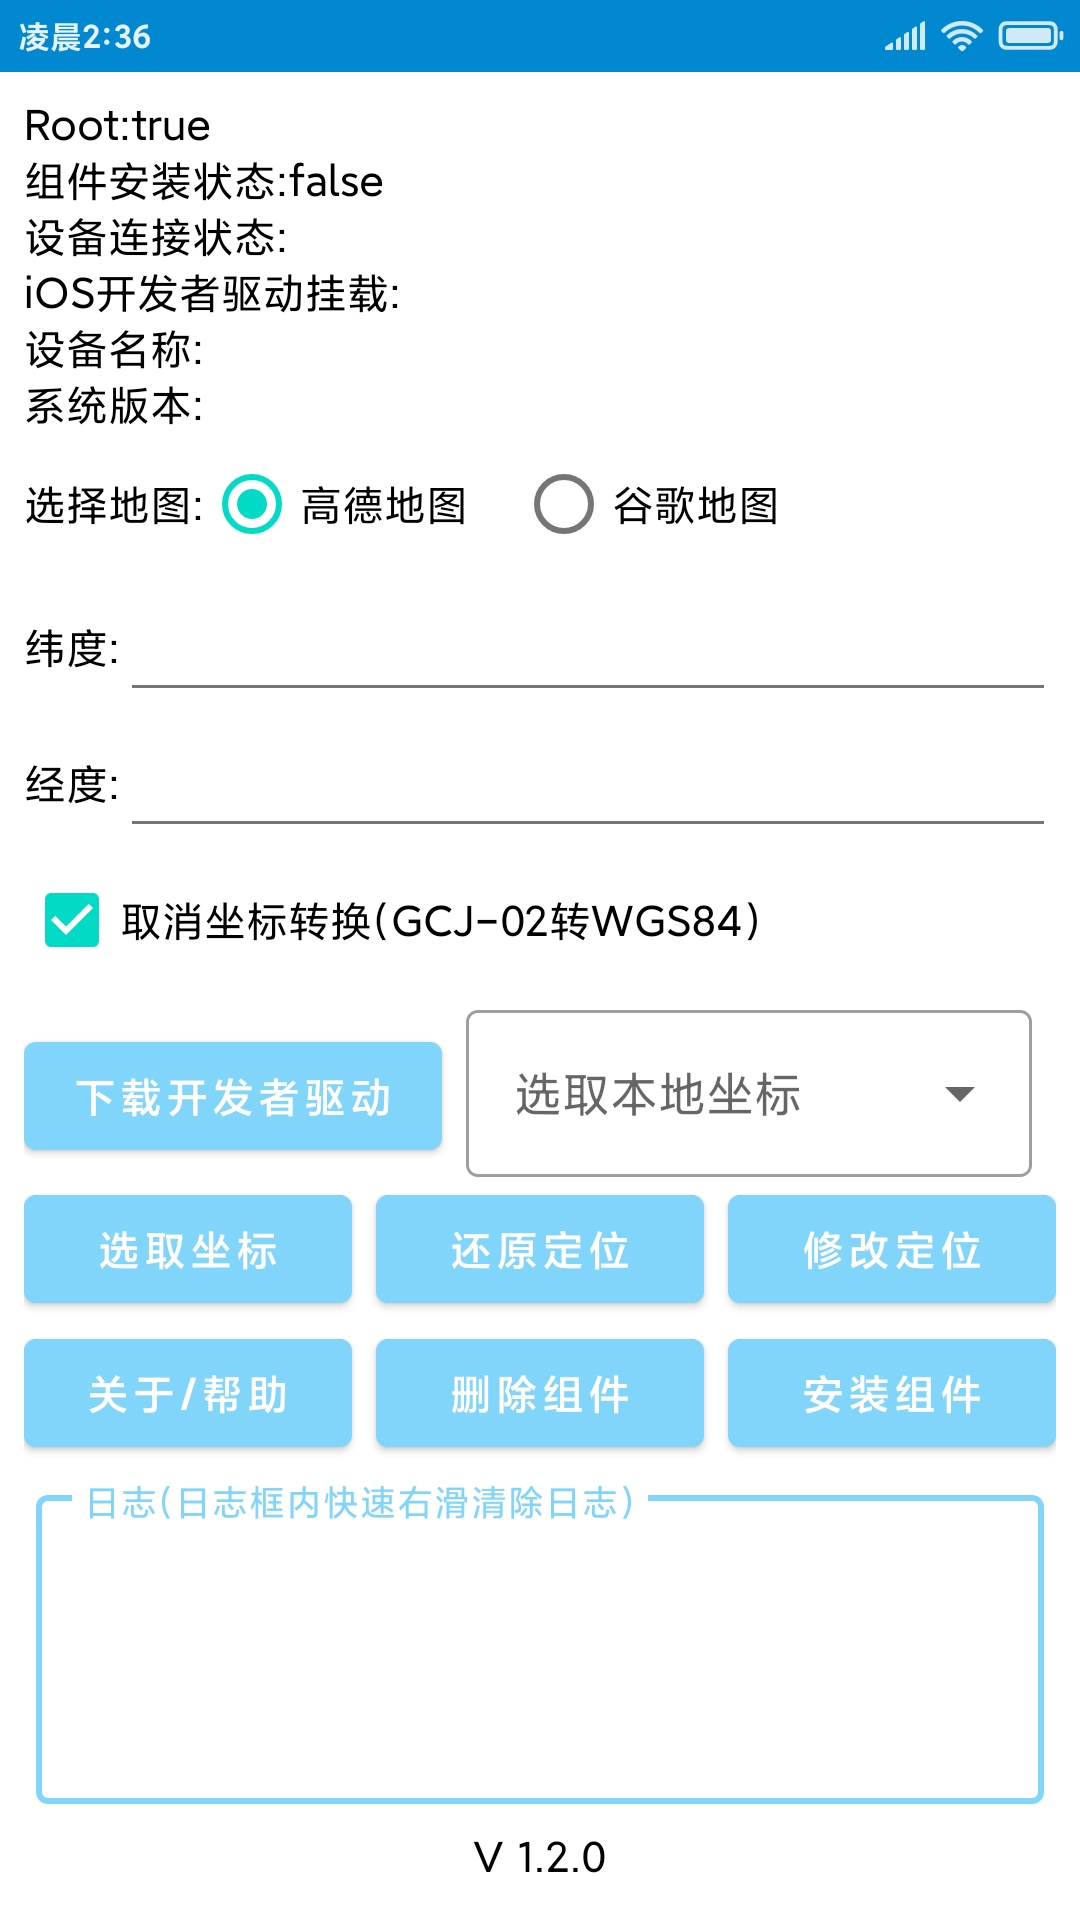 凌晨2:36
Root:true
组件安装状态:false
设备连接状态:
iOS开发者驱动挂载:
设备名称:
系统版本:
选择地图: 高德地图 谷歌地图
纬度:
经度:
取消坐标转换(GCJ-02转WGS84)
下载开发者驱动 选取本地坐标
选取坐标 还原定位 修改定位
关于/帮助 删除组件 安装组件
日志(日志框内快速右滑清除日志)
V 1.2.0